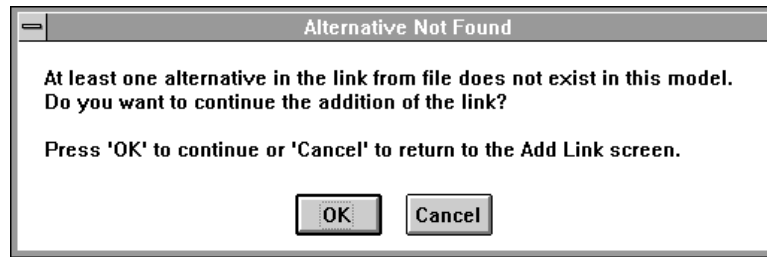 Alternative Not Found
At least one alternative in the link from file does not exist in this model.
Do you want to continue the addition of the link?
Press 'OK' to continue or 'Cancel' to return to the Add Link screen.
OK Cancel